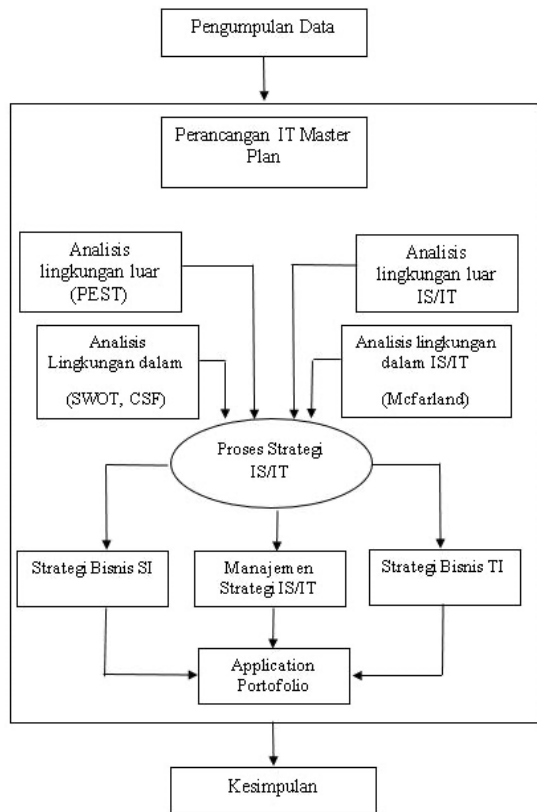 Pengumpulan Data
Perancangan IT Master
Plan
Analisis
lingkungan luar
(PEST)
Analisis
lingkungan luar
IS/IT
Analisis
Lingkungan dalam
(SWOT, CSF)
Analisis lingkungan
dalam IS/IT
(Mcfarland)
Proses Strategi
IS/IT
Strategi Bisnis SI
Manajemen
Strategi IS/IT
Strategi Bisnis TI
Application
Portofolio
Kesimpulan